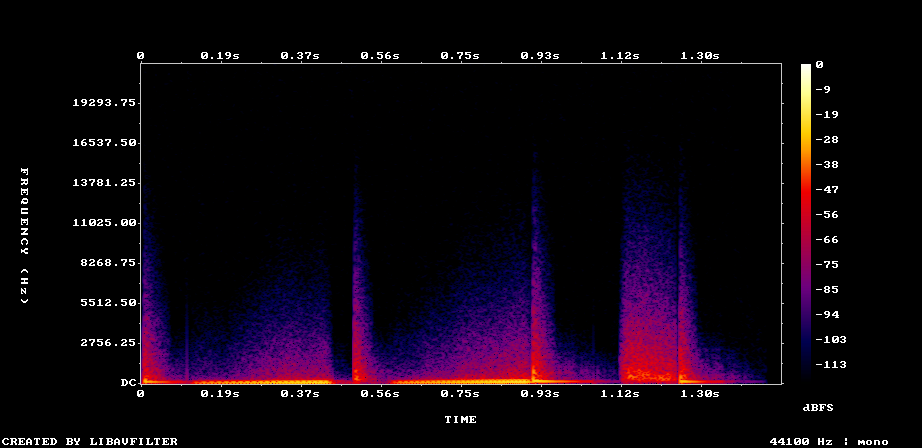 0 0.19s 0.37s 0.56s 0.75s 0.93s 1.12s 1.30s
0
-9
19293.75
-19
16537.50
-28
-38
13781.25
-47
11025.00
-56
-66
8268.75
-75
5512.50
-85
-94
2756.25
-103
-113
DC
FREQUENCY (HZ)
0 0.19s 0.37s 0.56s 0.75s 0.93s 1.12s 1.30s
dBFS
TIME
CREATED BY LIBAVFILTER
44100 Hz | mono